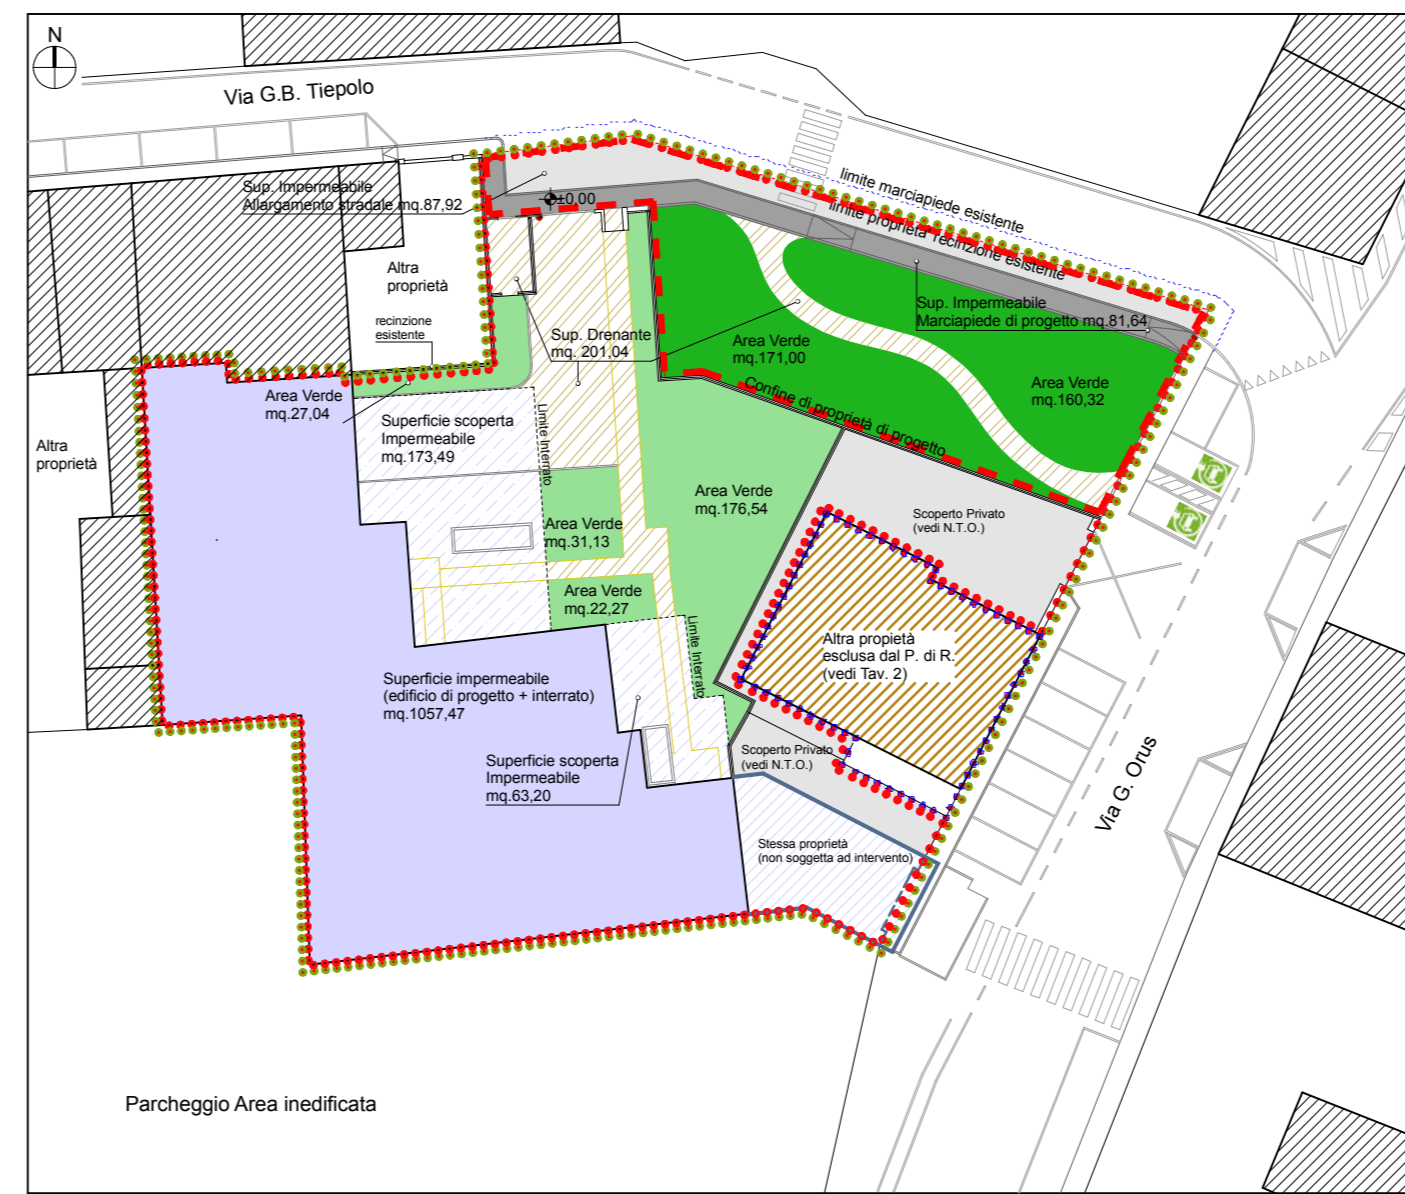 N
Via G.B. Tiepolo
Sup. Impermeabile
Allargamento stradale mq.87,92
±0,00
limite marciapiede esistente
limite proprieta' recinzione esistente
Altra
proprietà
recinzione
esistente
Sup. Impermeabile
Marciapiede di progetto mq.81,64
Sup. Drenante
mq. 201,04
Area Verde
mq.171,00
Area Verde
mq.160,32
Confine di proprietà di progetto
Area Verde
mq.27,04
Superficie scoperta
Impermeabile
mq.173,49
Limite Interrato
Altra
proprietà
Area Verde
mq.176,54
Scoperto Privato
(vedi N.T.O.)
Area Verde
mq.31,13
Area Verde
mq.22,27
Limite Interrato
Altra propietà
esclusa dal P. di R.
(vedi Tav. 2)
Superficie impermeabile
(edificio di progetto + interrato)
mq.1057,47
Superficie scoperta
Impermeabile
mq.63,20
Scoperto Privato
(vedi N.T.O.)
Via G. Orus
Stessa proprietà
(non soggetta ad intervento)
Parcheggio Area inedificata